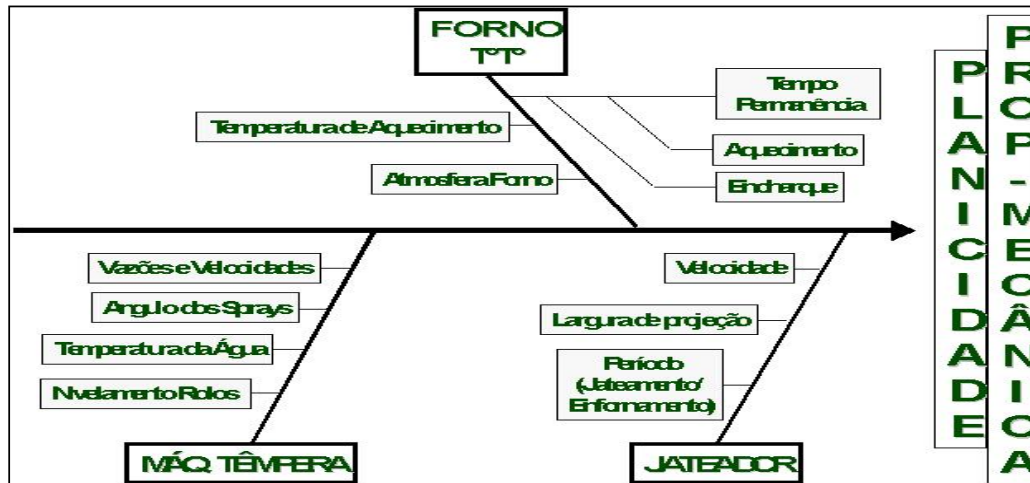 FORNO
TºTº
Tempo
Permanência
Temperatura de Aquecimento
Aquecimento
Atmosfera Forno
Encharque
Vazões e Velocidades
Angulo dos Sprays
Temperatura da Água
Nivelamento Rolos
MÁQ. TÊMPERA
Velocidade
Largura de projeção
Período
(Jateamento/
Enfornamento)
JATEADOR
PLANICIDADE
PROP-MECÂNICA